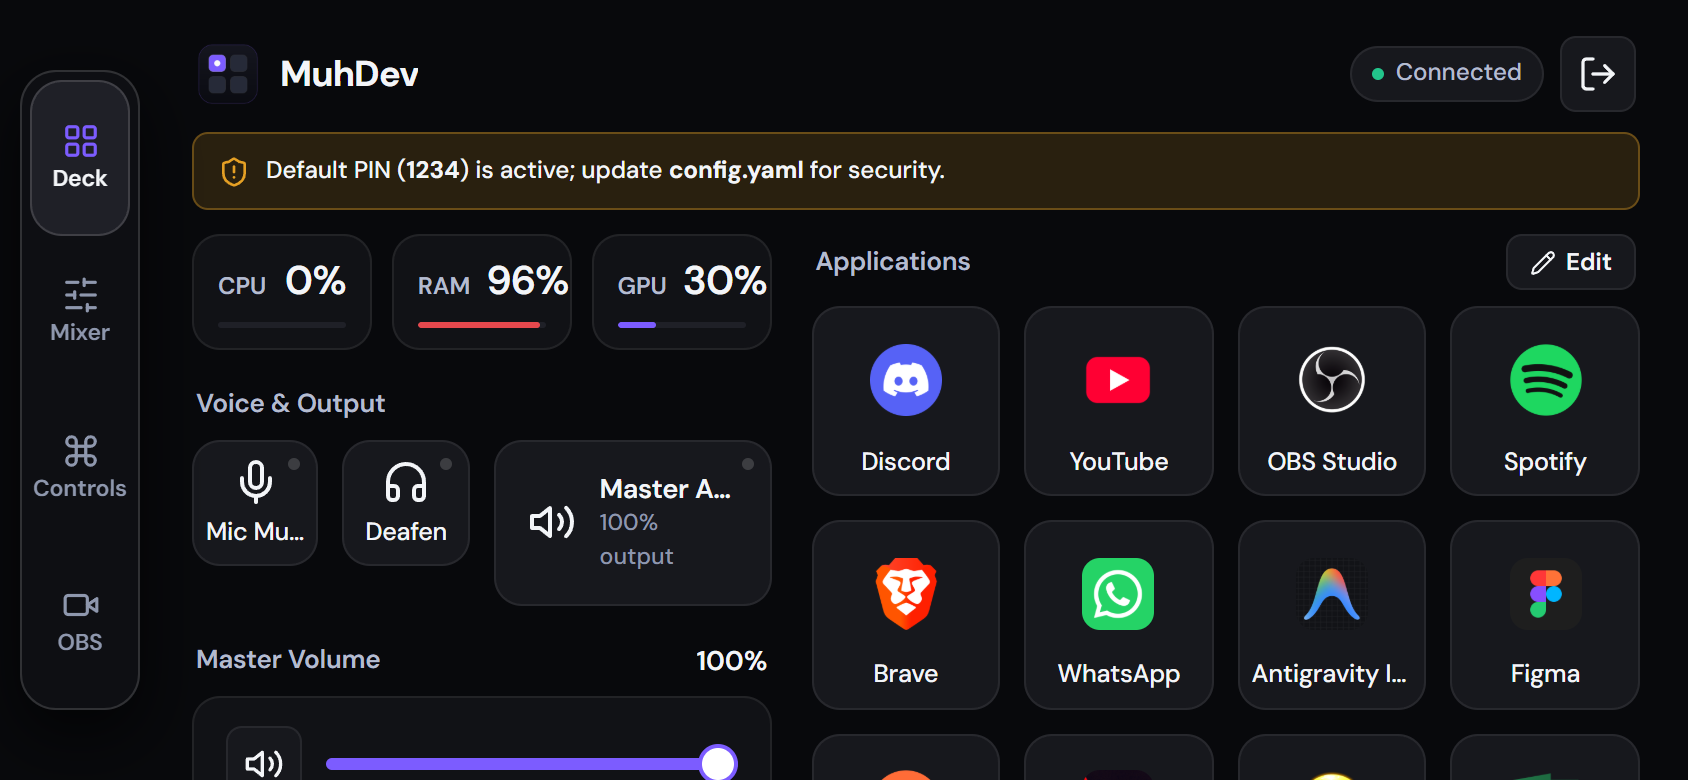 MuhDev
Connected
Deck
Mixer
Controls
OBS
Default PIN (1234) is active; update config.yaml for security.
CPU 0%
RAM 96%
GPU 30%
Voice & Output
Mic Mu...
Deafen
Master A...
100%
output
Master Volume
100%
Applications
Edit
Discord
YouTube
OBS Studio
Spotify
Brave
WhatsApp
Antigravity I...
Figma